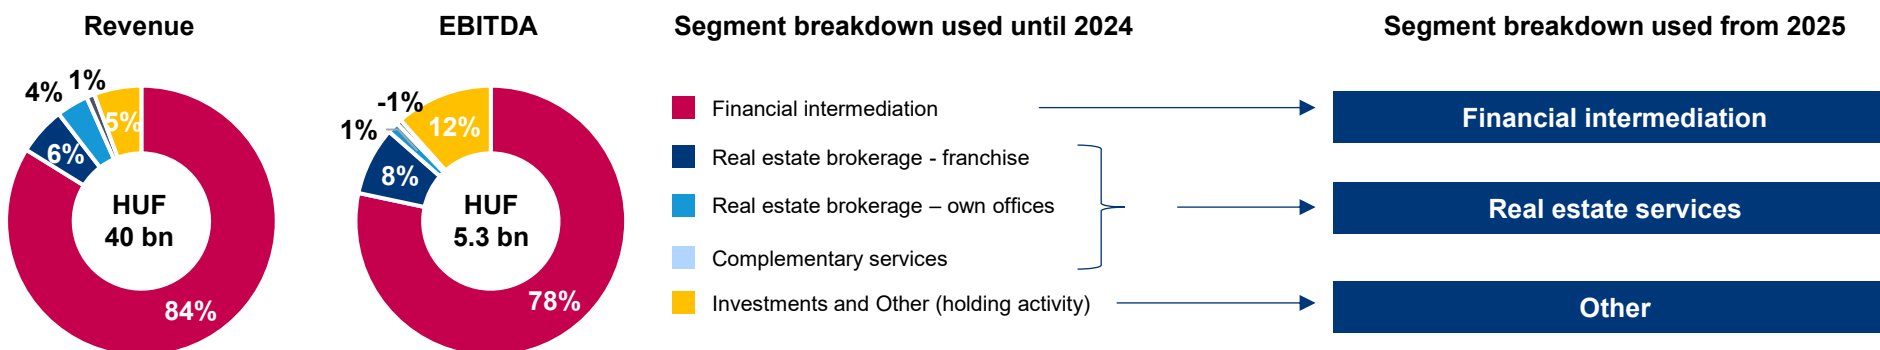 Revenue
EBITDA
Segment breakdown used until 2024
Segment breakdown used from 2025
4%
1%
5%
6%
HUF
40 bn
84%
-1%
1%
12%
8%
HUF
5.3 bn
78%
Financial intermediation
Real estate brokerage - franchise
Real estate brokerage – own offices
Complementary services
Investments and Other (holding activity)
Financial intermediation
Real estate services
Other